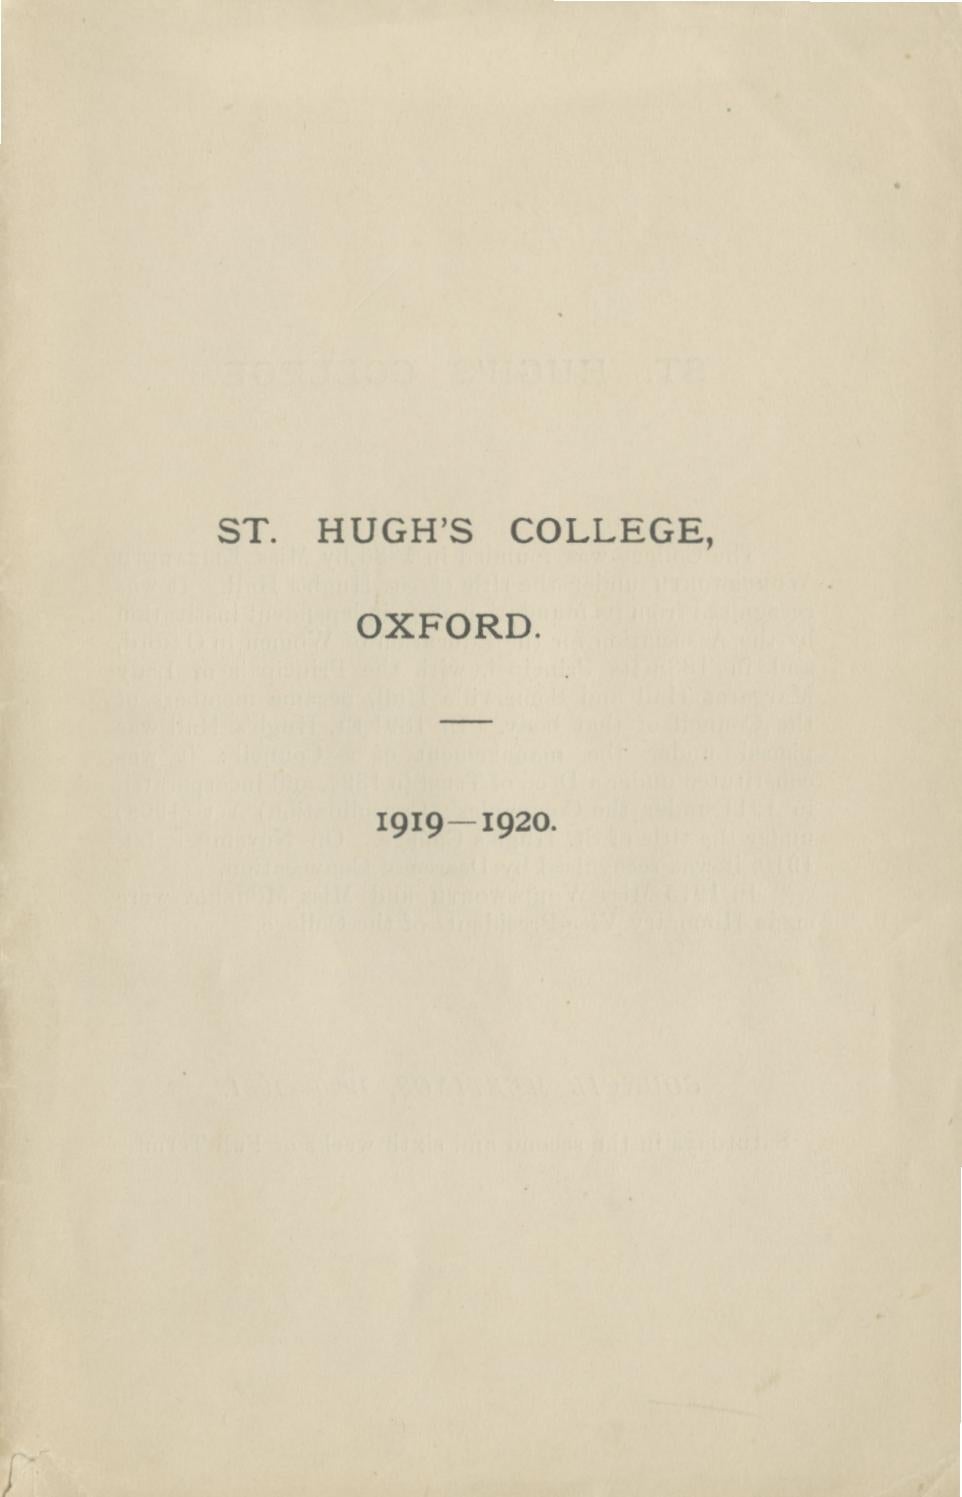 ST. HUGH'S COLLEGE,
OXFORD.
1919—1920.